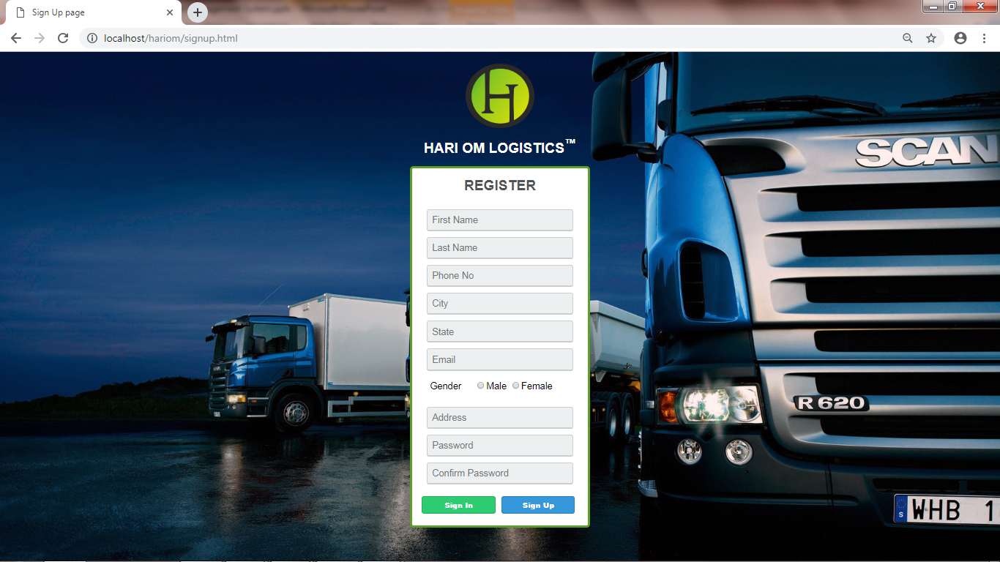 Sign Up page
localhost/hariom/signup.html
H
HARI OM LOGISTICS™
REGISTER
First Name
Last Name
Phone No
City
State
Email
Gender Male Female
Address
Password
Confirm Password
Sign In Sign Up
SCAN
R 620
S WHB 1